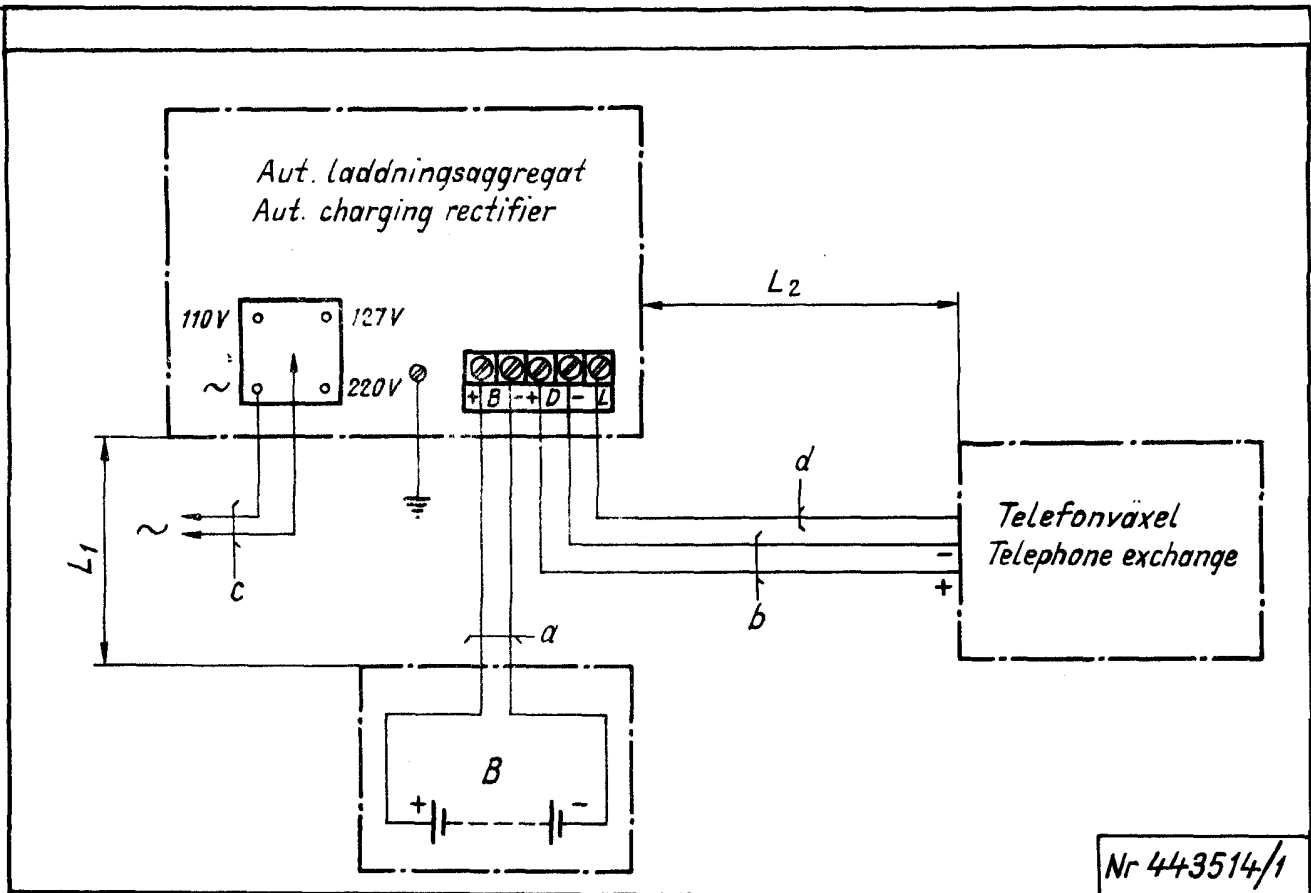 Aut. laddningsaggregat
Aut. charging rectifier
L2
110V 127V
~ 220V
+ B - + D - L
d
Telefonväxel
- Telephone exchange
+
L1
~
c
b
a
B
+ -
Nr 443514/1